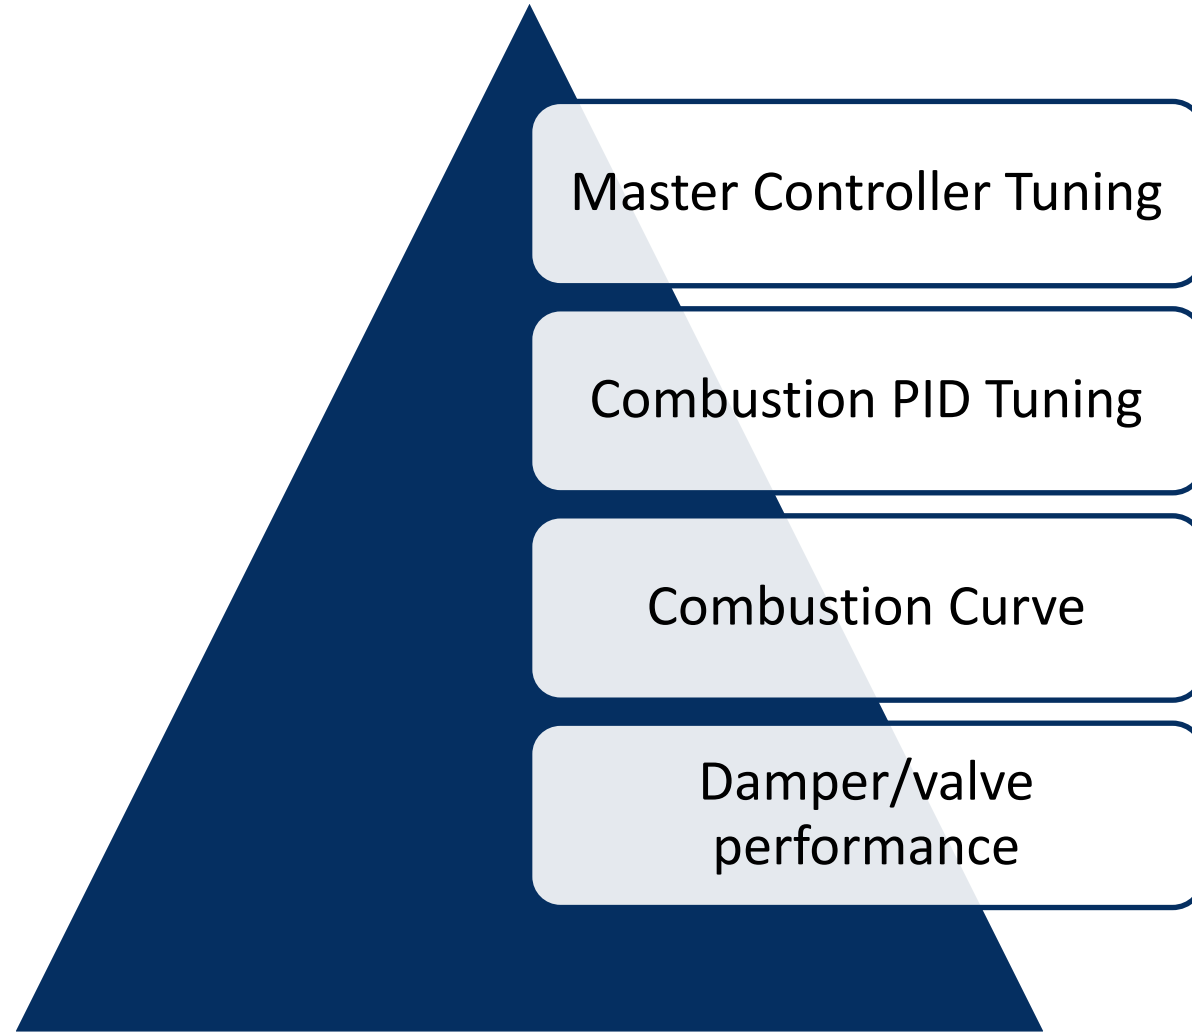 Master Controller Tuning
Combustion PID Tuning
Combustion Curve
Damper/valve
performance